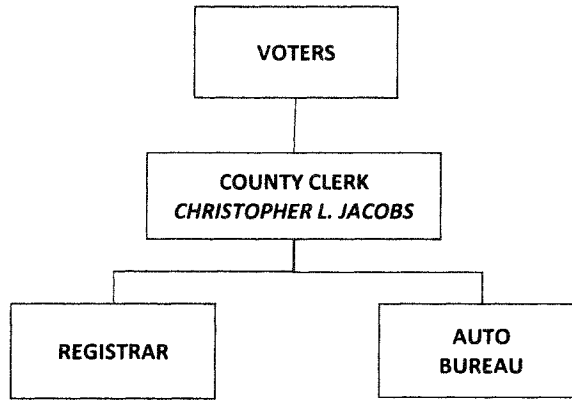 VOTERS
COUNTY CLERK
CHRISTOPHER L. JACOBS
REGISTRAR
AUTO
BUREAU